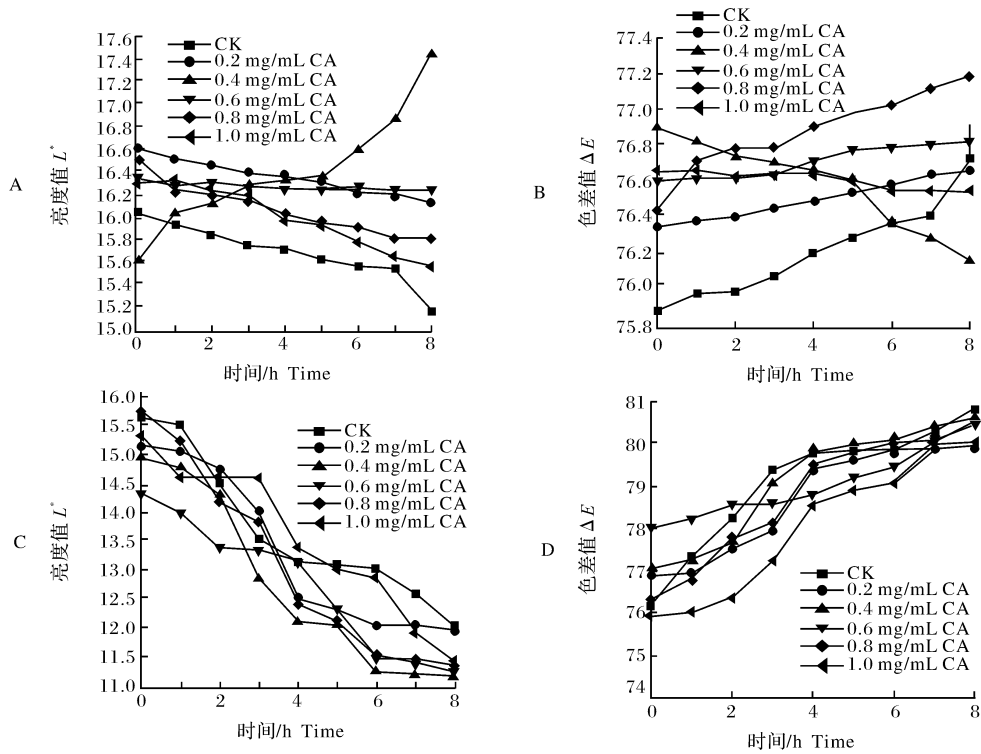 A
亮度值 L*
17.6
17.4
17.2
17.0
16.8
16.6
16.4
16.2
16.0
15.8
15.6
15.4
15.2
15.0
CK
0.2 mg/mL CA
0.4 mg/mL CA
0.6 mg/mL CA
0.8 mg/mL CA
1.0 mg/mL CA
0 2 4 6 8
时间/h Time
B
色差值 ΔE
77.4
77.2
77.0
76.8
76.6
76.4
76.2
76.0
75.8
CK
0.2 mg/mL CA
0.4 mg/mL CA
0.6 mg/mL CA
0.8 mg/mL CA
1.0 mg/mL CA
0 2 4 6 8
时间/h Time
C
亮度值 L*
16.0
15.5
15.0
14.5
14.0
13.5
13.0
12.5
12.0
11.5
11.0
CK
0.2 mg/mL CA
0.4 mg/mL CA
0.6 mg/mL CA
0.8 mg/mL CA
1.0 mg/mL CA
0 2 4 6 8
时间/h Time
D
色差值 ΔE
81
80
79
78
77
76
75
74
CK
0.2 mg/mL CA
0.4 mg/mL CA
0.6 mg/mL CA
0.8 mg/mL CA
1.0 mg/mL CA
0 2 4 6 8
时间/h Time